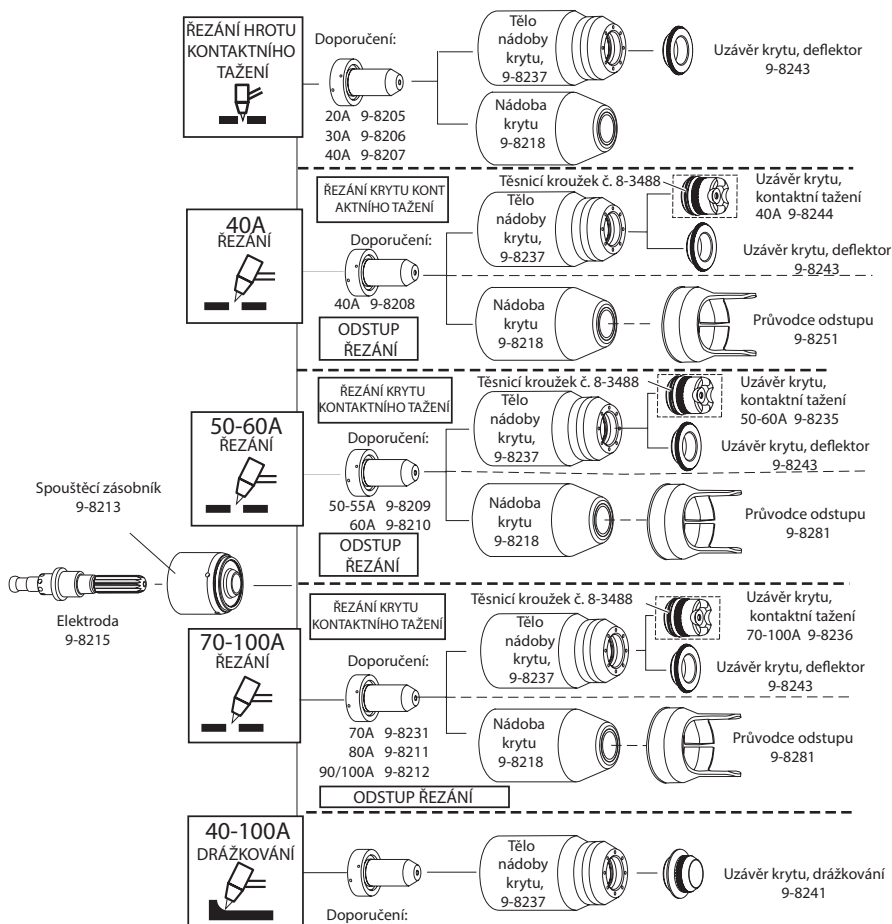 ŘEZÁNÍ HROTU
KONTAKTNÍHO
TAŽENÍ
Doporučení:
20A 9-8205
30A 9-8206
40A 9-8207
Tělo
nádoby
krytu,
9-8237
Uzávěr krytu, deflektor
9-8243
Nádoba
krytu
9-8218
40A
ŘEZÁNÍ
ŘEZÁNÍ KRYTU KONT
AKTNÍHO TAŽENÍ
Doporučení:
40A 9-8208
ODSTUP
ŘEZÁNÍ
Těsnicí kroužek č. 8-3488
Tělo
nádoby
krytu,
9-8237
Uzávěr krytu,
kontaktní tažení
40A 9-8244
Uzávěr krytu, deflektor
9-8243
Nádoba
krytu
9-8218
Průvodce odstupu
9-8251
50-60A
ŘEZÁNÍ
ŘEZÁNÍ KRYTU
KONTAKTNÍHO TAŽENÍ
Doporučení:
50-55A 9-8209
60A 9-8210
ODSTUP
ŘEZÁNÍ
Těsnicí kroužek č. 8-3488
Tělo
nádoby
krytu,
9-8237
Uzávěr krytu,
kontaktní tažení
50-60A 9-8235
Uzávěr krytu, deflektor
9-8243
Nádoba
krytu
9-8218
Průvodce odstupu
9-8281
Spouštěcí zásobník
9-8213
Elektroda
9-8215
70-100A
ŘEZÁNÍ
ŘEZÁNÍ KRYTU
KONTAKTNÍHO TAŽENÍ
Doporučení:
70A 9-8231
80A 9-8211
90/100A 9-8212
ODSTUP ŘEZÁNÍ
Těsnicí kroužek č. 8-3488
Tělo
nádoby
krytu,
9-8237
Uzávěr krytu,
kontaktní tažení
70-100A 9-8236
Uzávěr krytu, deflektor
9-8243
Nádoba
krytu
9-8218
Průvodce odstupu
9-8281
40-100A
DRÁŽKOVÁNÍ
Doporučení:
Tělo
nádoby
krytu,
9-8237
Uzávěr krytu, drážkování
9-8241